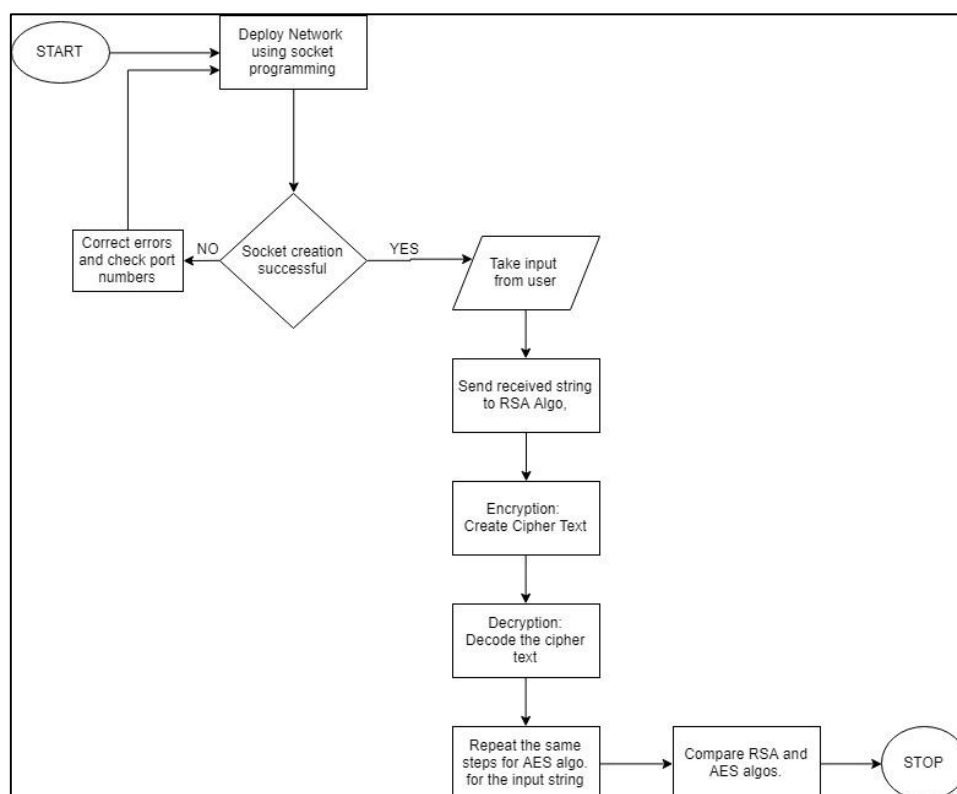 START
Deploy Network
using socket
programming
Correct errors
and check port
numbers
NO
Socket creation
successful
YES
Take input
from user
Send received string
to RSA Algo,
Encryption:
Create Cipher Text
Decryption:
Decode the cipher
text
Repeat the same
steps for AES algo.
for the input string
Compare RSA and
AES algos.
STOP